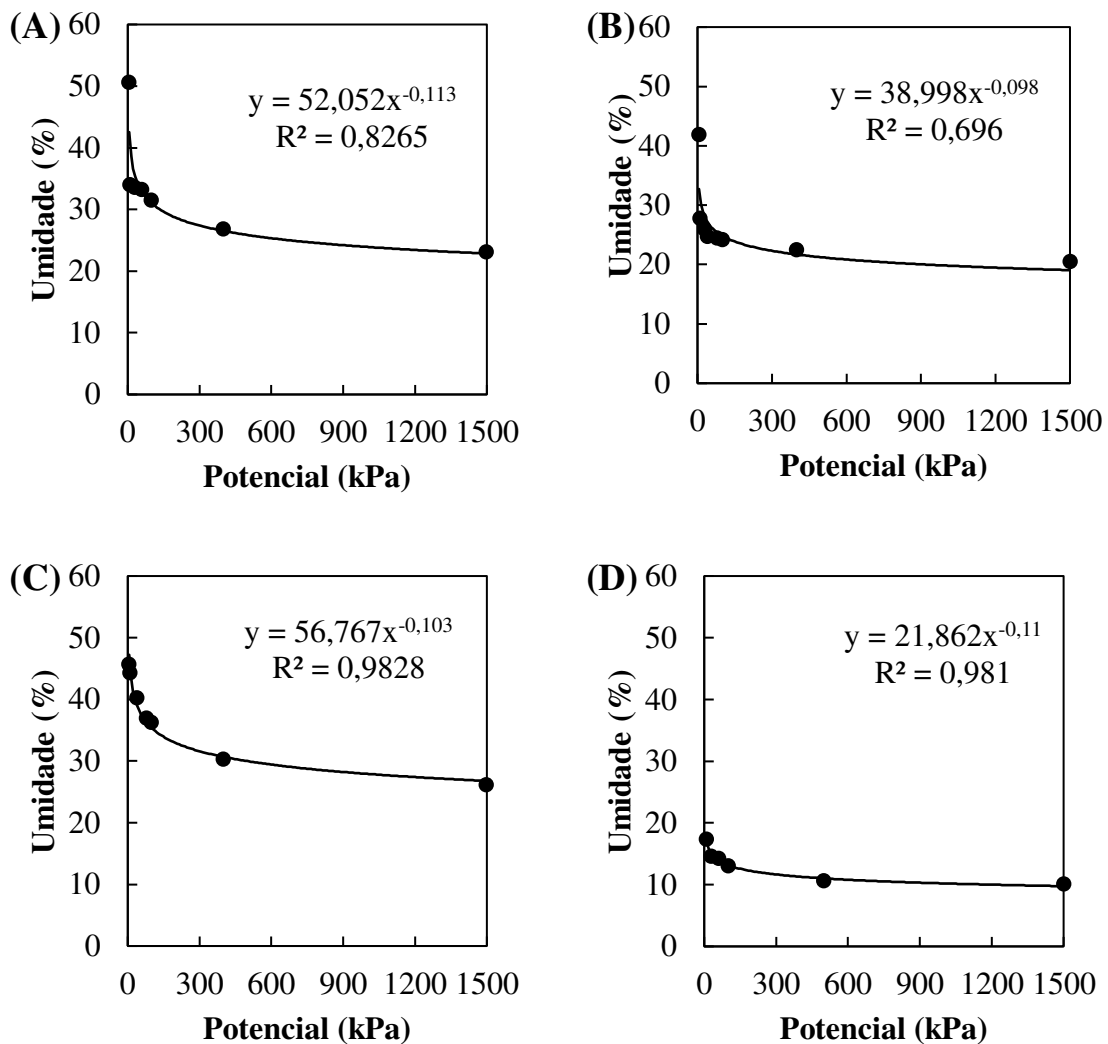 (A)
Umidade (%)
60
50
40
30
20
10
0
y = 52,052x^-0,113
R² = 0,8265
0 300 600 900 1200 1500
Potencial (kPa)
(B)
Umidade (%)
60
50
40
30
20
10
0
y = 38,998x^-0,098
R² = 0,696
0 300 600 900 1200 1500
Potencial (kPa)
(C)
Umidade (%)
60
50
40
30
20
10
0
y = 56,767x^-0,103
R² = 0,9828
0 300 600 900 1200 1500
Potencial (kPa)
(D)
Umidade (%)
60
50
40
30
20
10
0
y = 21,862x^-0,11
R² = 0,981
0 300 600 900 1200 1500
Potencial (kPa)